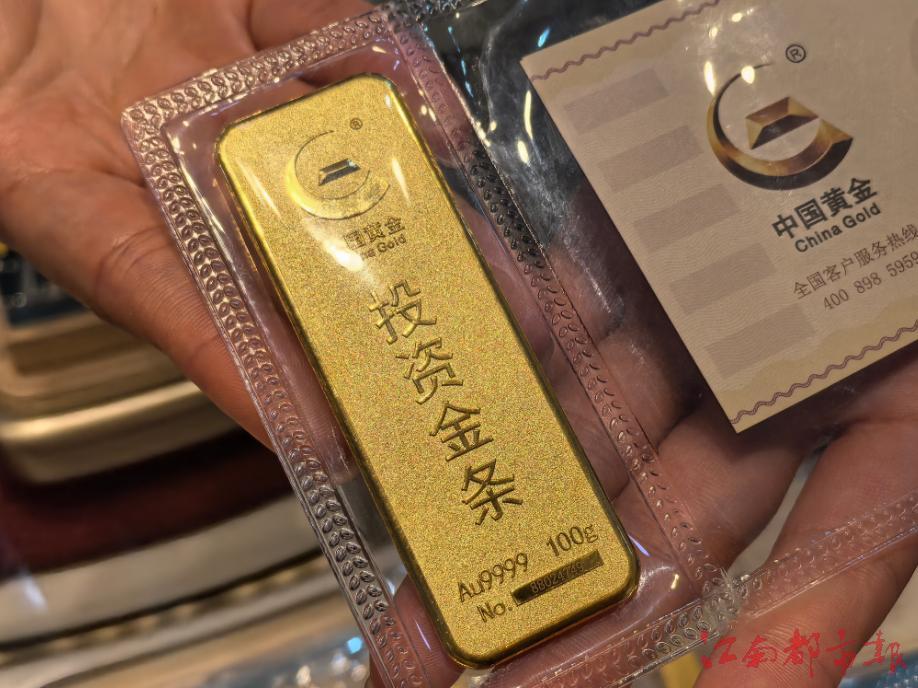 ®
国黄金
China Gold
投资金条
Au9999 100g
No.
®
中国黄金
China Gold
全国客户服务热线
400 898 5959
江南都市报